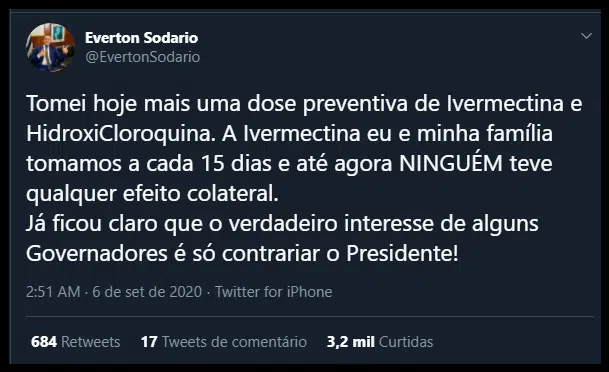 Everton Sodario
@EvertonSodario
Tomei hoje mais uma dose preventiva de Ivermectina e
HidroxiCloroquina. A Ivermectina eu e minha família
tomamos a cada 15 dias e até agora NINGUÉM teve
qualquer efeito colateral.
Já ficou claro que o verdadeiro interesse de alguns
Governadores é só contrariar o Presidente!
2:51 AM · 6 de set de 2020 · Twitter for iPhone
684 Retweets 17 Tweets de comentário 3,2 mil Curtidas